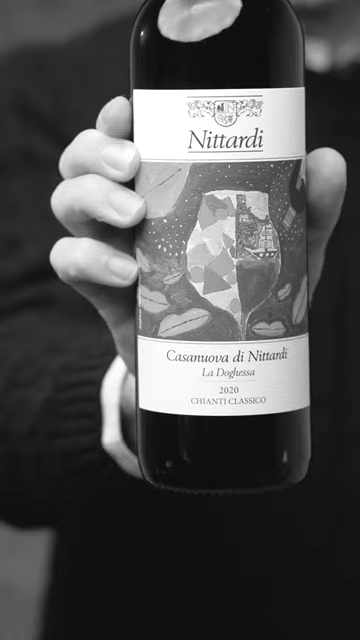 Nittardi
Casanuova di Nittardi
La Doghessa
2020
CHIANTI CLASSICO